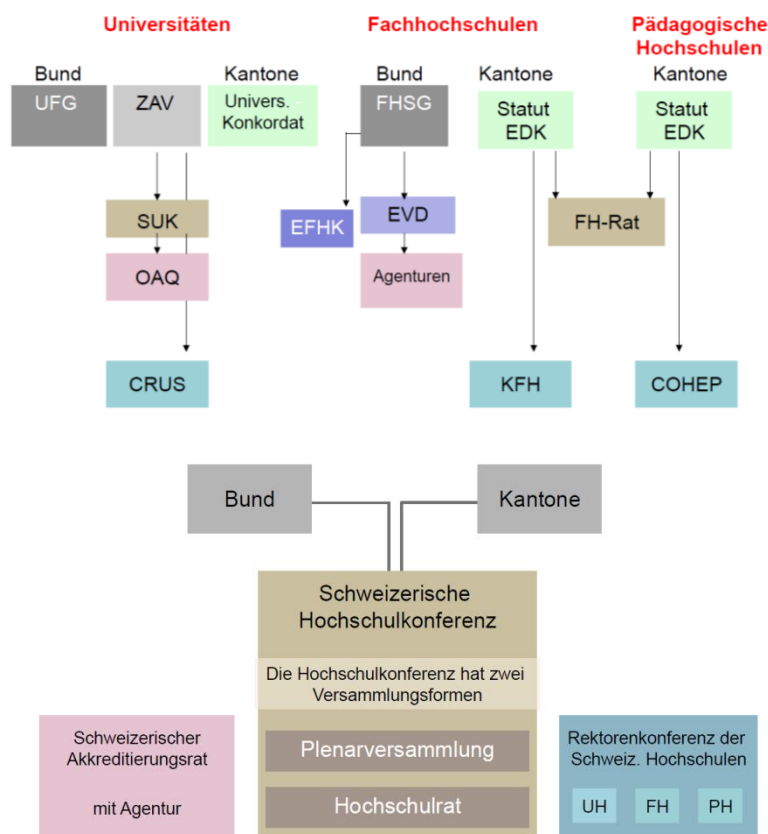 Universitäten
Fachhochschulen
Pädagogische
Hochschulen
Bund
Kantone
Bund
Kantone
Kantone
UFG
ZAV
Univers. -
Konkordat
FHSG
Statut
EDK
Statut
EDK
SUK
EFHK
EVD
FH-Rat
OAQ
Agenturen
CRUS
KFH
COHEP
Bund
Kantone
Schweizerische
Hochschulkonferenz
Die Hochschulkonferenz hat zwei
Versammlungsformen
Schweizerischer
Akkreditierungsrat
mit Agentur
Plenarversammlung
Hochschulrat
Rektorenkonferenz der
Schweiz. Hochschulen
UH
FH
PH